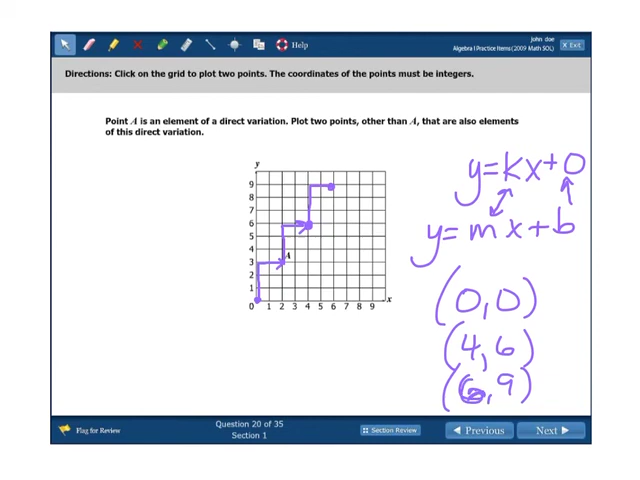 john doe
Algebra I Practice Items (2009 Math SOL)
Help
X Exit
Directions: Click on the grid to plot two points. The coordinates of the points must be integers.
Point A is an element of a direct variation. Plot two points, other than A, that are also elements
of this direct variation.
y
9
8
7
6
5
4
3
2
1
0 1 2 3 4 5 6 7 8 9
x
A
y=kx+0
y=mx+b
(0,0)
(4,6)
(6,9)
Flag for Review
Question 20 of 35
Section 1
Section Review
Previous
Next